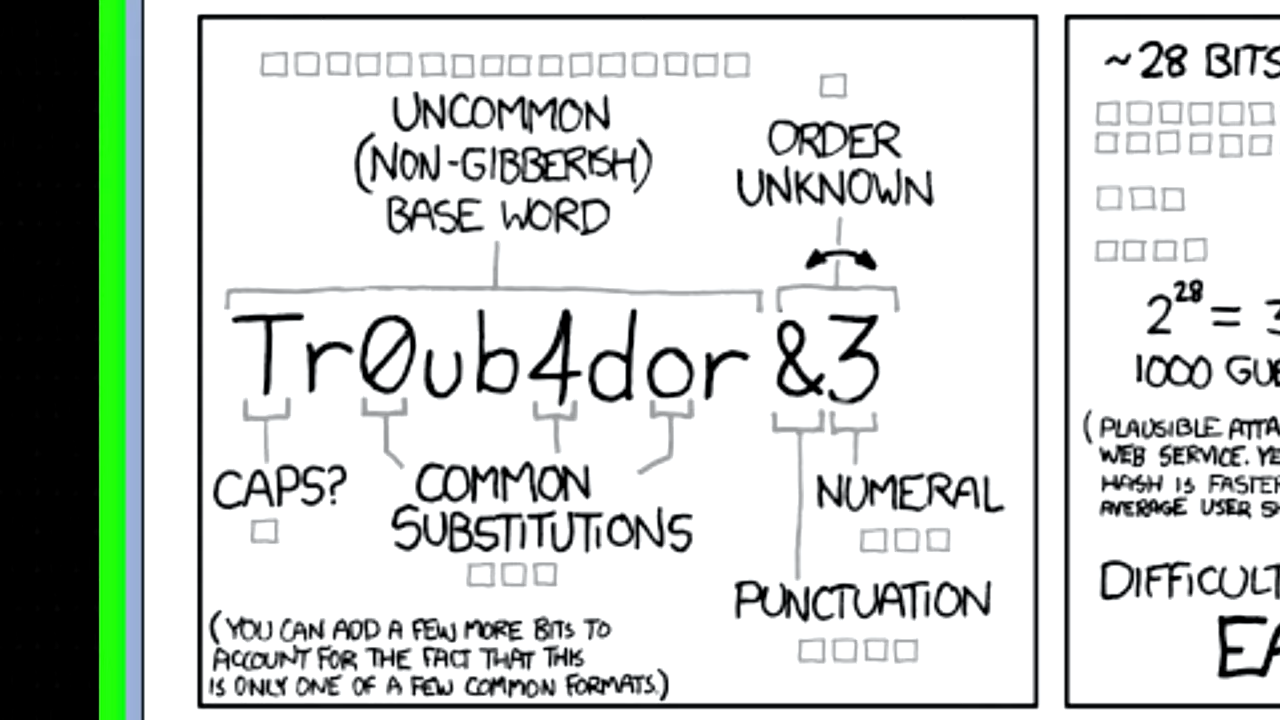 UNCOMMON
(NON-GIBBERISH)
BASE WORD
ORDER
UNKNOWN
Tr0ub4dor &3
CAPS?
COMMON
SUBSTITUTIONS
NUMERAL
PUNCTUATION
(YOU CAN ADD A FEW MORE BITS TO
ACCOUNT FOR THE FACT THAT THIS
IS ONLY ONE OF A FEW COMMON FORMATS.)
~28 BITS
2^28 = 3
1000
(PLAUSIBLE
WEB SERVICE.
HASH IS
AVERAGE USER